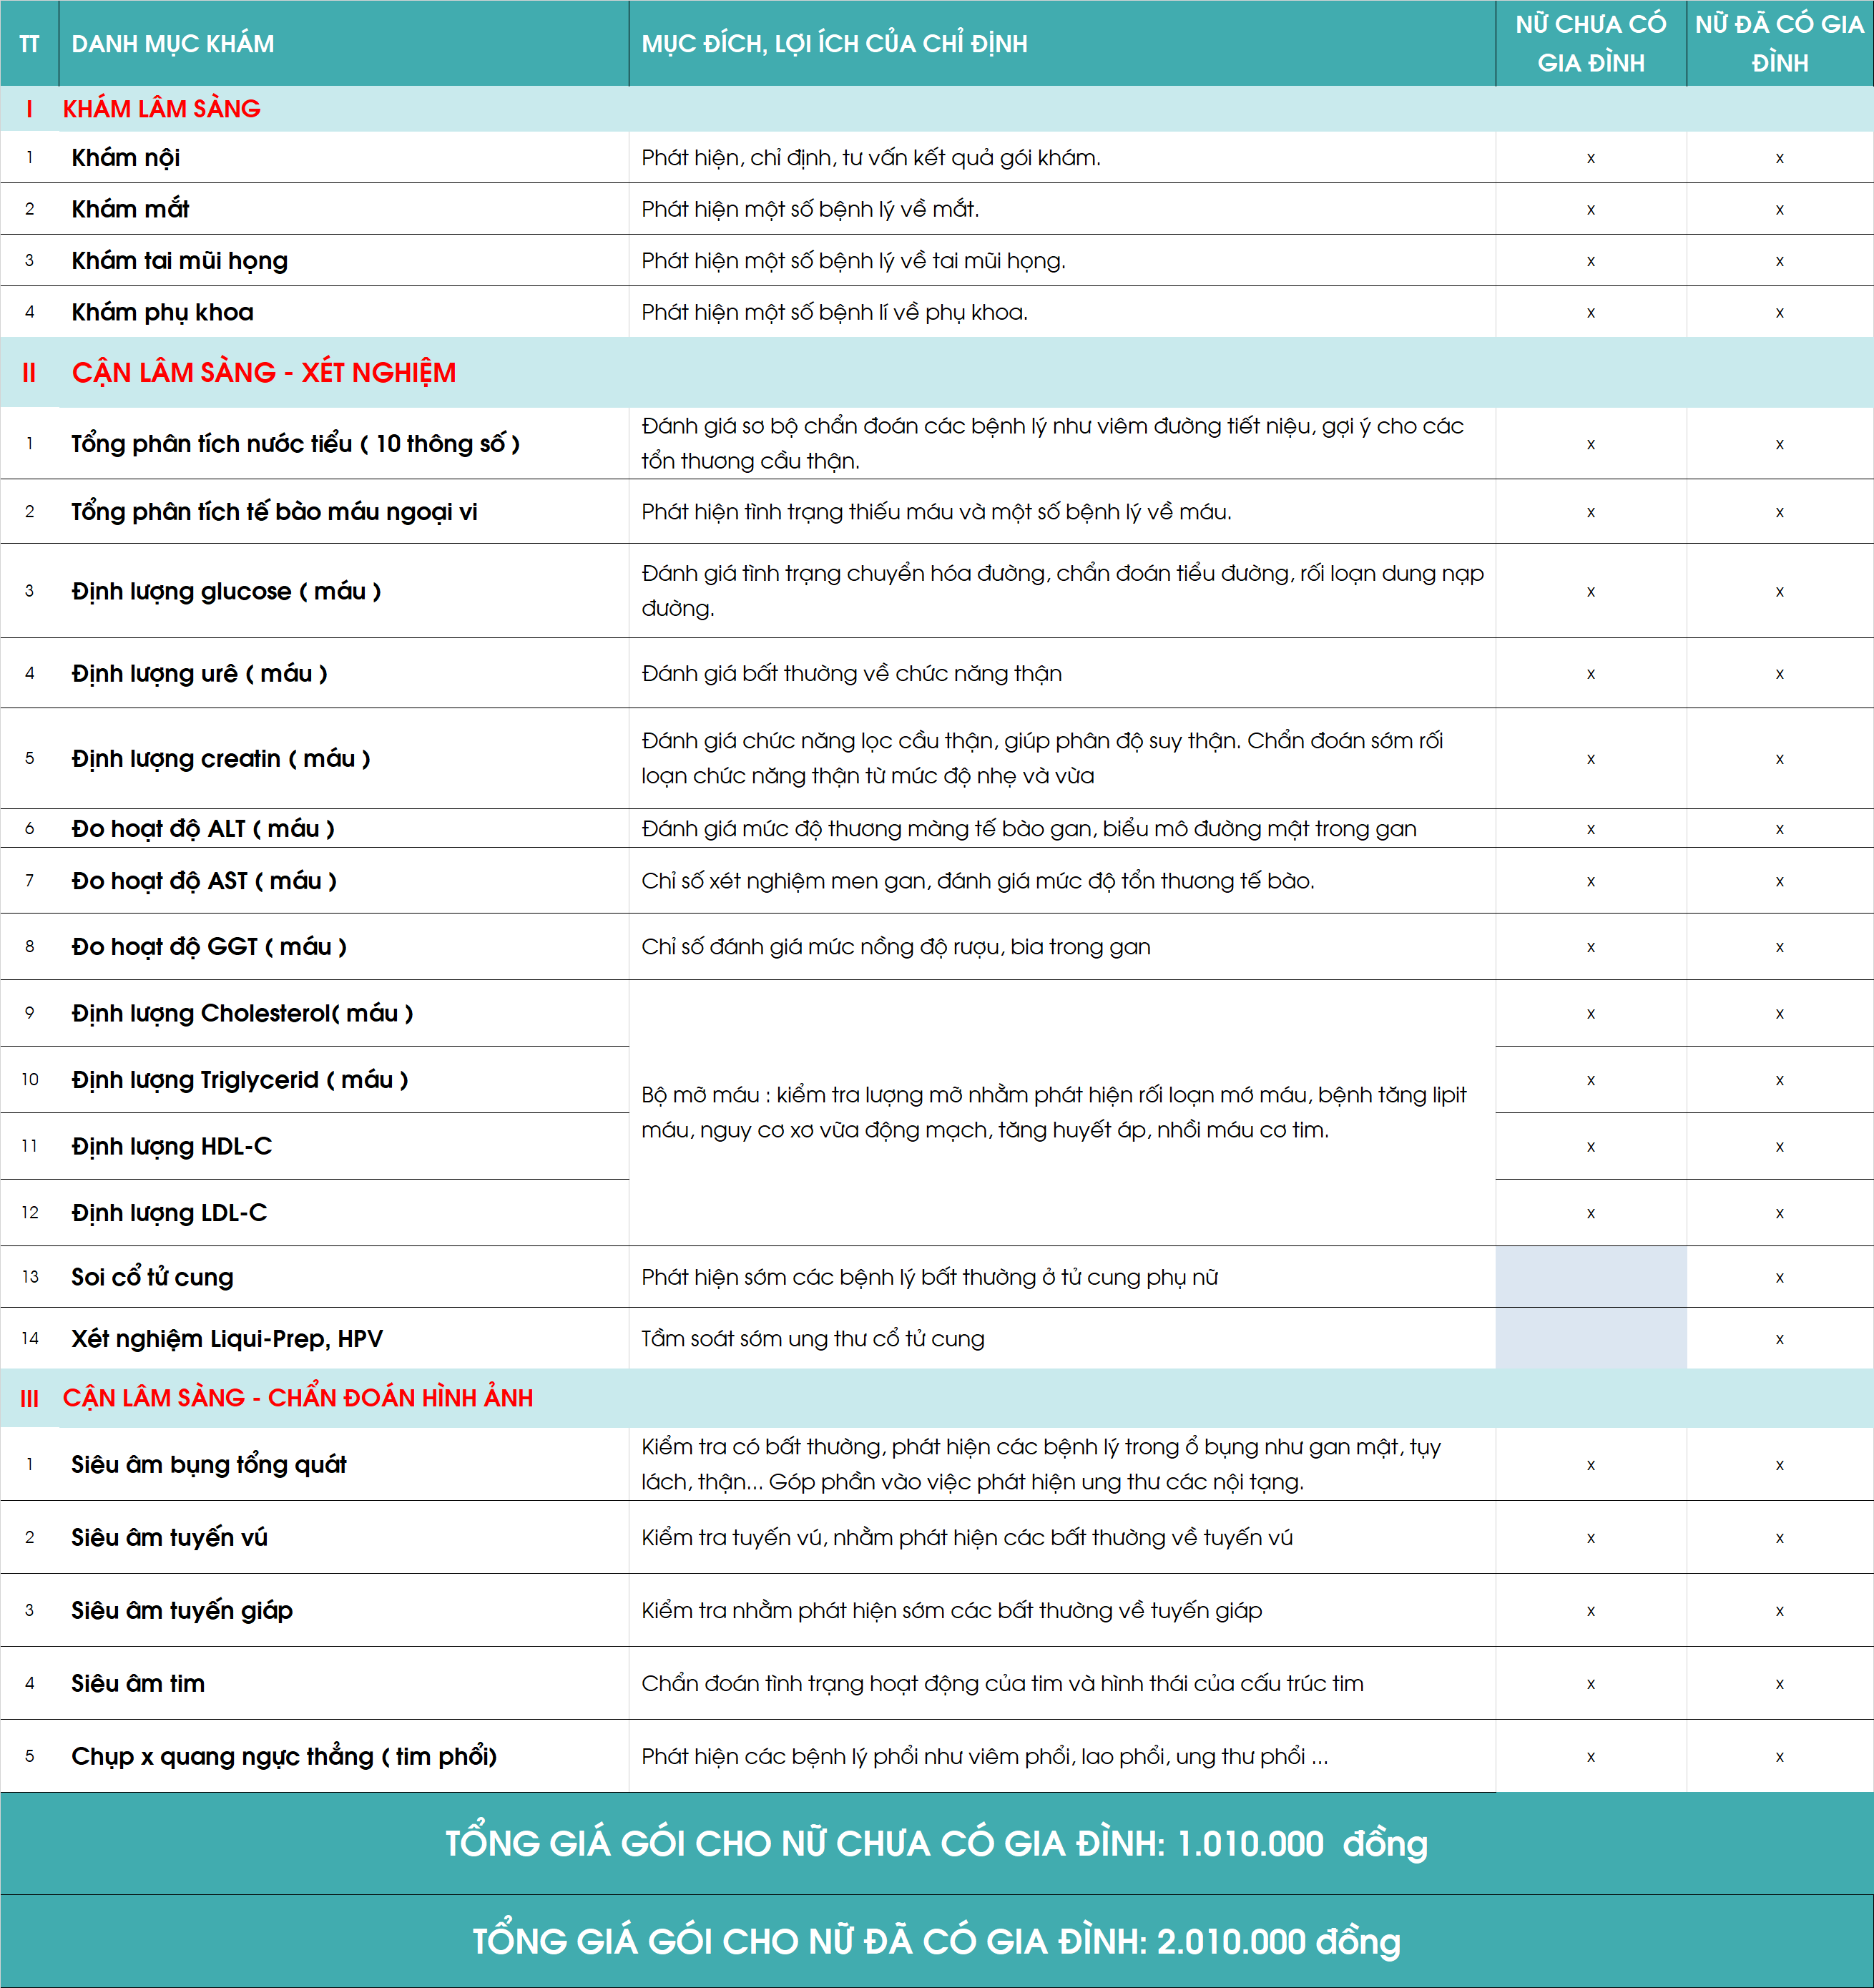 TT DANH MỤC KHÁM MỤC ĐÍCH, LỢI ÍCH CỦA CHỈ ĐỊNH NỮ CHƯA CÓ GIA ĐÌNH NỮ ĐÃ CÓ GIA ĐÌNH
I KHÁM LÂM SÀNG
1 Khám nội Phát hiện, chỉ định, tư vấn kết quả gói khám. x x
2 Khám mắt Phát hiện một số bệnh lý về mắt. x x
3 Khám tai mũi họng Phát hiện một số bệnh lý về tai mũi họng. x x
4 Khám phụ khoa Phát hiện một số bệnh lí về phụ khoa. x x
II CẬN LÂM SÀNG - XÉT NGHIỆM
1 Tổng phân tích nước tiểu ( 10 thông số ) Đánh giá sơ bộ chẩn đoán các bệnh lý như viêm đường tiết niệu, gợi ý cho các
tổn thương cầu thận. x x
2 Tổng phân tích tế bào máu ngoại vi Phát hiện tình trạng thiếu máu và một số bệnh lý về máu. x x
3 Định lượng glucose ( máu ) Đánh giá tình trạng chuyển hóa đường, chẩn đoán tiểu đường, rối loạn dung nạp
đường. x x
4 Định lượng urê ( máu ) Đánh giá bất thường về chức năng thận x x
5 Định lượng creatin ( máu ) Đánh giá chức năng lọc cầu thận, giúp phân độ suy thận. Chẩn đoán sớm rối
loạn chức năng thận từ mức độ nhẹ và vừa x x
6 Đo hoạt độ ALT ( máu ) Đánh giá mức độ thương màng tế bào gan, biểu mô đường mật trong gan x x
7 Đo hoạt độ AST ( máu ) Chỉ số xét nghiệm men gan, đánh giá mức độ tổn thương tế bào. x x
8 Đo hoạt độ GGT ( máu ) Chỉ số đánh giá mức nồng độ rượu, bia trong gan x x
9 Định lượng Cholesterol( máu ) x x
10 Định lượng Triglycerid ( máu ) x x
Bộ mỡ máu : kiểm tra lượng mỡ nhằm phát hiện rối loạn mớ máu, bệnh tăng lipit
máu, nguy cơ xơ vữa động mạch, tăng huyết áp, nhồi máu cơ tim.
11 Định lượng HDL-C x x
12 Định lượng LDL-C x x
13 Soi cổ tử cung Phát hiện sớm các bệnh lý bất thường ở tử cung phụ nữ x
14 Xét nghiệm Liqui-Prep, HPV Tầm soát sớm ung thư cổ tử cung x
III CẬN LÂM SÀNG - CHẨN ĐOÁN HÌNH ẢNH
1 Siêu âm bụng tổng quát Kiểm tra có bất thường, phát hiện các bệnh lý trong ổ bụng như gan mật, tụy
lách, thận... Góp phần vào việc phát hiện ung thư các nội tạng. x x
2 Siêu âm tuyến vú Kiểm tra tuyến vú, nhằm phát hiện các bất thường về tuyến vú x x
3 Siêu âm tuyến giáp Kiểm tra nhằm phát hiện sớm các bất thường về tuyến giáp x x
4 Siêu âm tim Chẩn đoán tình trạng hoạt động của tim và hình thái của cấu trúc tim x x
5 Chụp x quang ngực thẳng ( tim phổi) Phát hiện các bệnh lý phổi như viêm phổi, lao phổi, ung thư phổi ... x x
TỔNG GIÁ GÓI CHO NỮ CHƯA CÓ GIA ĐÌNH: 1.010.000 đồng
TỔNG GIÁ GÓI CHO NỮ ĐÃ CÓ GIA ĐÌNH: 2.010.000 đồng